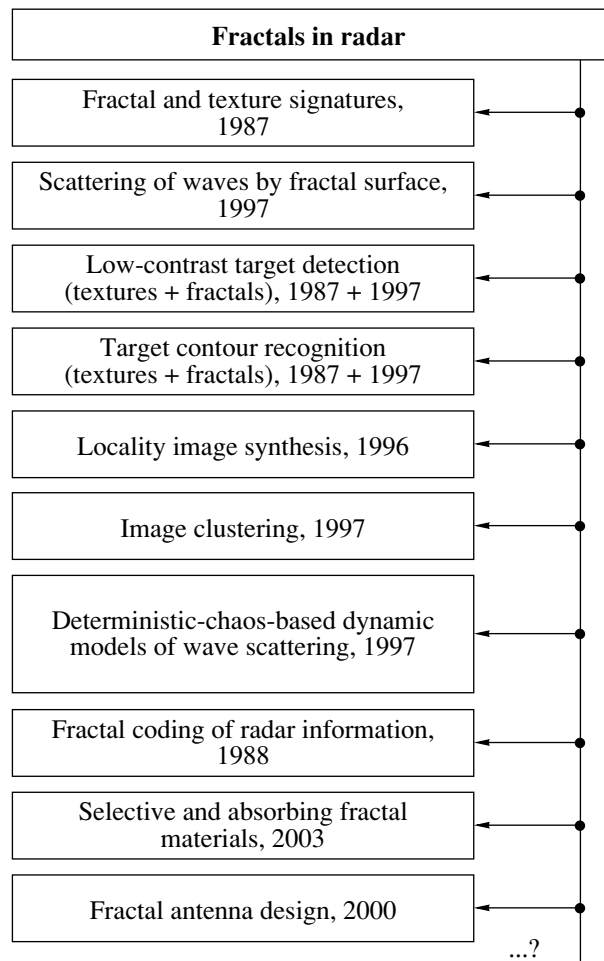 Fractals in radar
Fractal and texture signatures,
1987
Scattering of waves by fractal surface,
1997
Low-contrast target detection
(textures + fractals), 1987 + 1997
Target contour recognition
(textures + fractals), 1987 + 1997
Locality image synthesis, 1996
Image clustering, 1997
Deterministic-chaos-based dynamic
models of wave scattering, 1997
Fractal coding of radar information,
1988
Selective and absorbing fractal
materials, 2003
Fractal antenna design, 2000
...?